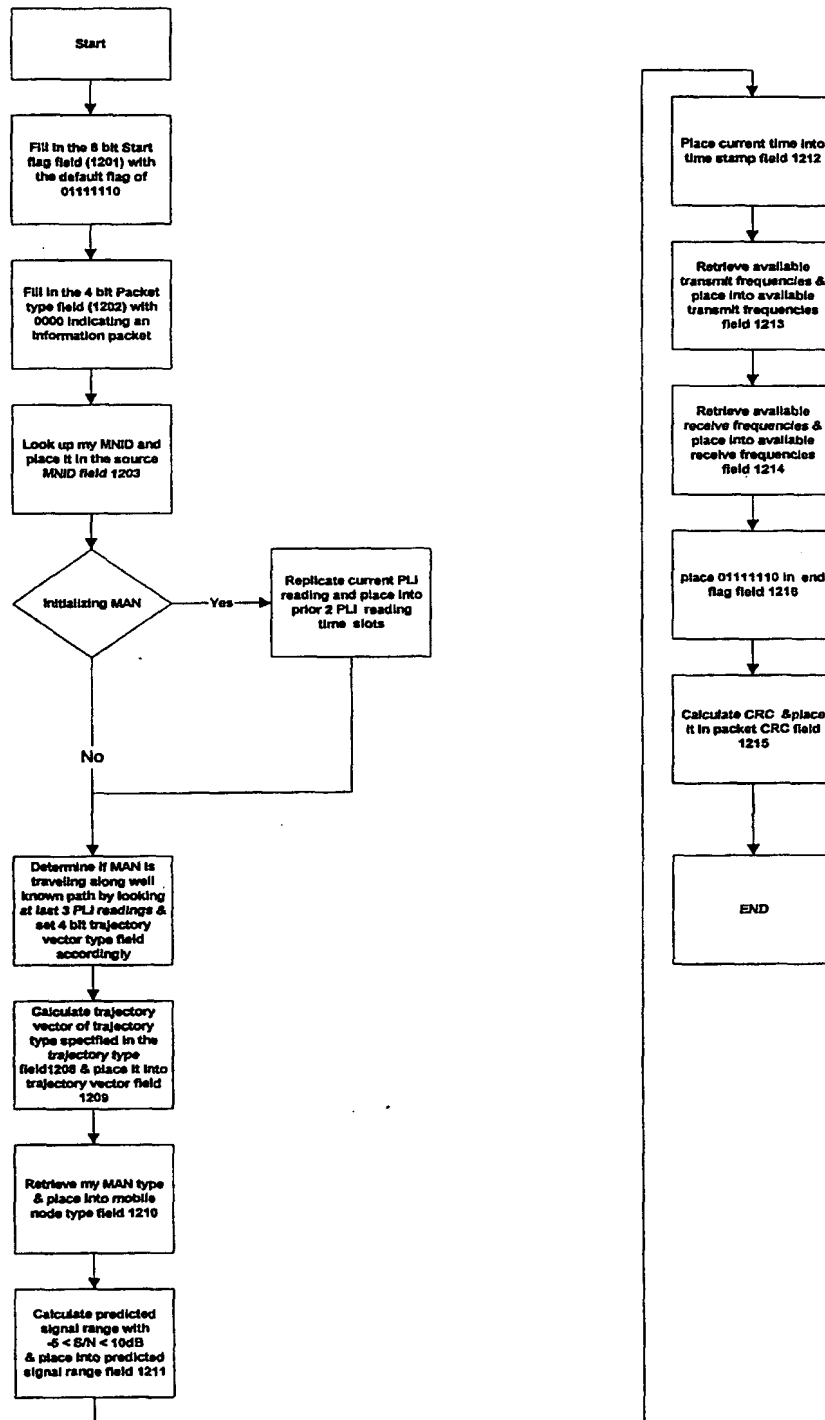 Start
Fill in the 8 bit Start
flag field (1201) with
the default flag of
01111110
Fill in the 4 bit Packet
type field (1202) with
0000 indicating an
information packet
Look up my MNID and
place it in the source
MNID field 1203
Initializing MAN
Yes
Replicate current PLI
reading and place into
prior 2 PLI reading
time slots
No
Determine if MAN is
traveling along well
known path by looking
at last 3 PLI readings &
set 4 bit trajectory
vector type field
accordingly
Calculate trajectory
vector of trajectory
type specified in the
trajectory type
field1208 & place it into
trajectory vector field
1209
Retrieve my MAN type
& place into mobile
node type field 1210
Calculate predicted
signal range with
-5 < S/N < 10dB
& place into predicted
signal range field 1211
Place current time into
time stamp field 1212
Retrieve available
transmit frequencies &
place into available
transmit frequencies
field 1213
Retrieve available
receive frequencies &
place into available
receive frequencies
field 1214
place 01111110 in end
flag field 1216
Calculate CRC &place
it in packet CRC field
1215
END